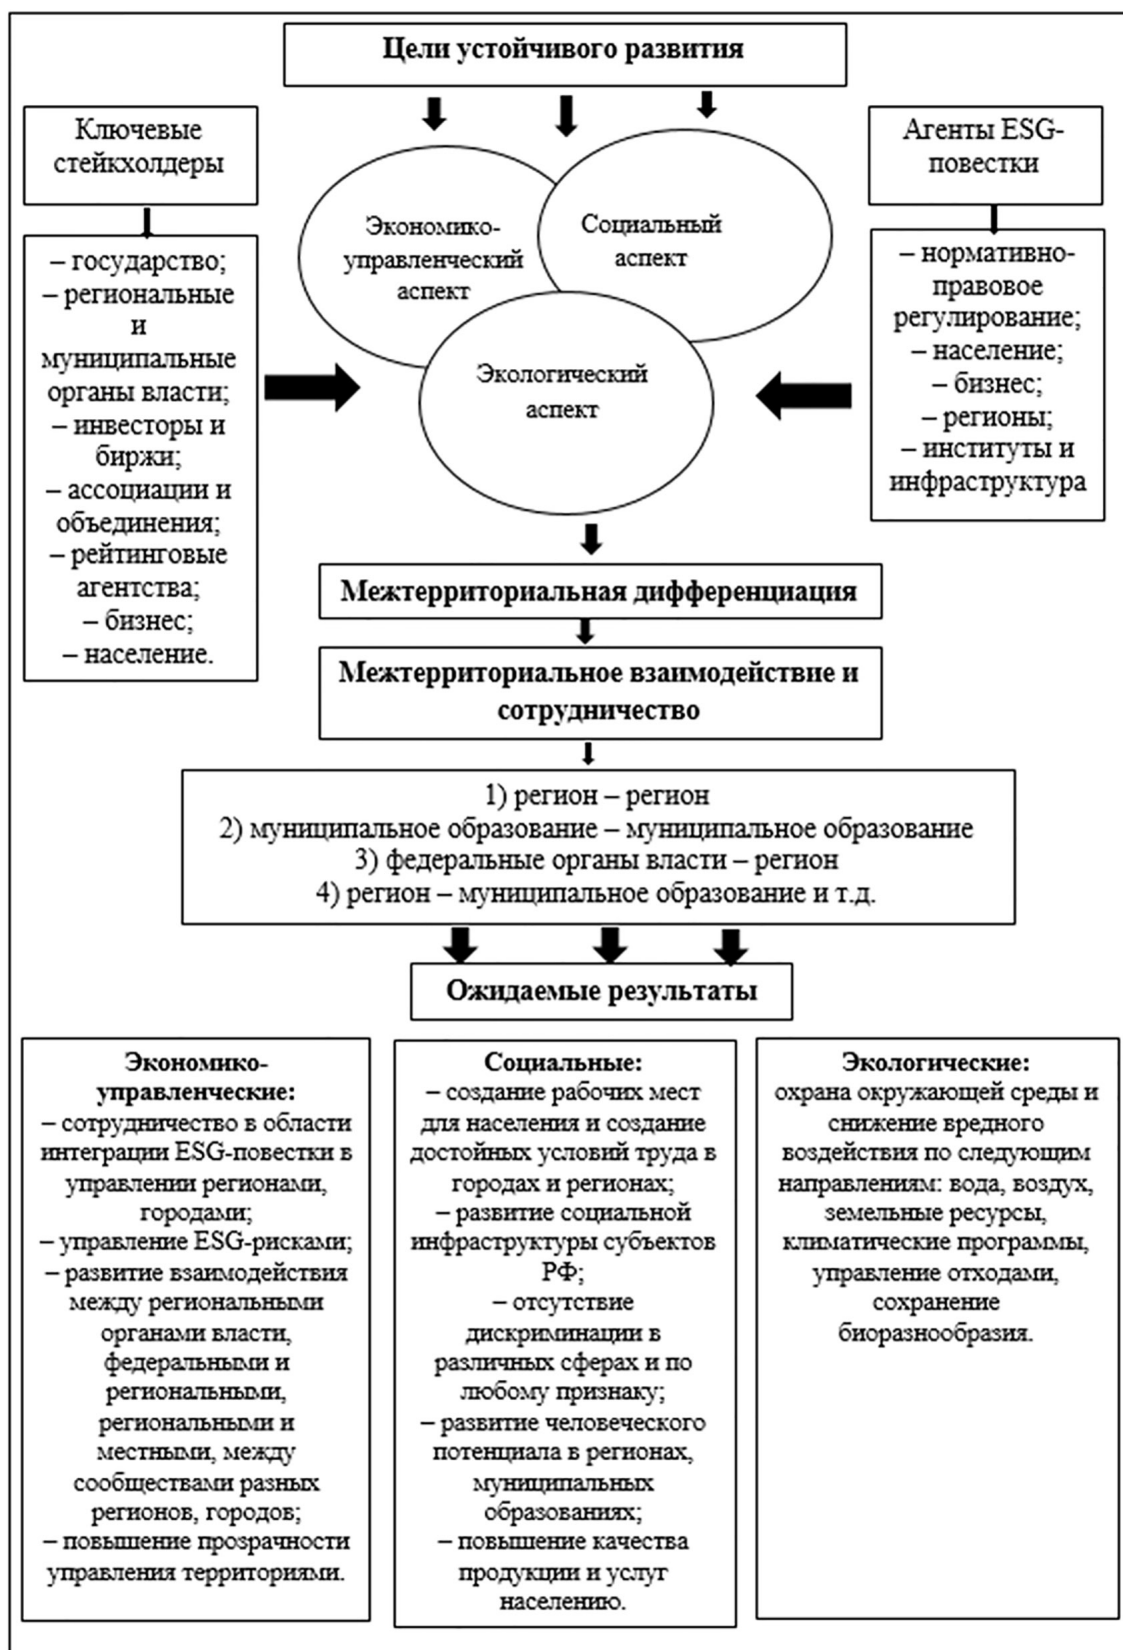 Цели устойчивого развития
Ключевые
стейкхолдеры
– государство;
– региональные
и
муниципальные
органы власти;
– инвесторы и
биржи;
– ассоциации и
объединения;
– рейтинговые
агентства;
– бизнес;
– население.
Экономико-
управленческий
аспект
Социальный
аспект
Экологический
аспект
Агенты ESG-
повестки
– нормативно-
правовое
регулирование;
– население;
– бизнес;
– регионы;
– институты и
инфраструктура
Межтерриториальная дифференциация
Межтерриториальное взаимодействие и
сотрудничество
1) регион – регион
2) муниципальное образование – муниципальное образование
3) федеральные органы власти – регион
4) регион – муниципальное образование и т.д.
Ожидаемые результаты
Экономико-
управленческие:
– сотрудничество в области
интеграции ESG-повестки в
управлении регионами,
городами;
– управление ESG-рисками;
– развитие взаимодействия
между региональными
органами власти,
федеральными и
региональными,
региональными и
местными, между
сообществами разных
регионов, городов;
– повышение прозрачности
управления территориями.
Социальные:
– создание рабочих мест
для населения и создание
достойных условий труда в
городах и регионах;
– развитие социальной
инфраструктуры субъектов
РФ;
– отсутствие
дискриминации в
различных сферах и по
любому признаку;
– развитие человеческого
потенциала в регионах,
муниципальных
образованиях;
– повышение качества
продукции и услуг
населению.
Экологические:
охрана окружающей среды и
снижение вредного
воздействия по следующим
направлениям: вода, воздух,
земельные ресурсы,
климатические программы,
управление отходами,
сохранение
биоразнообразия.